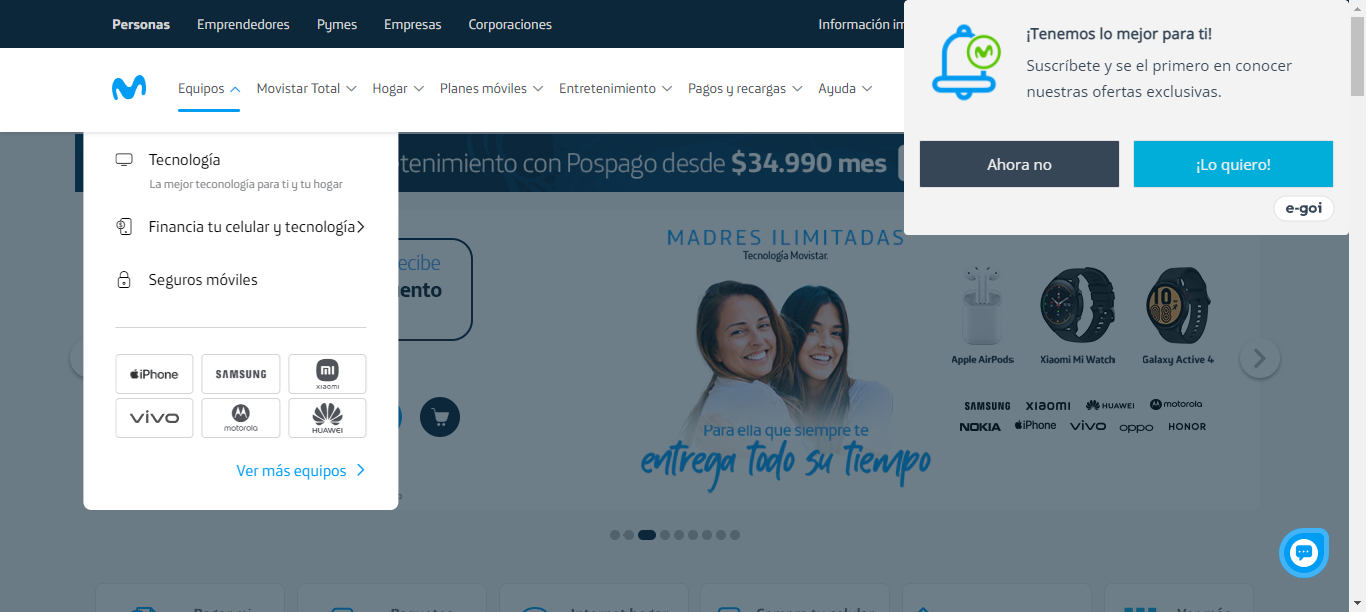 Personas Emprendedores Pymes Empresas Corporaciones Información im
¡Tenemos lo mejor para ti!
Suscríbete y se el primero en conocer
nuestras ofertas exclusivas.
Ahora no ¡Lo quiero!
e-goi
Equipos Movistar Total Hogar Planes móviles Entretenimiento Pagos y recargas Ayuda
Tecnología
La mejor teconología para ti y tu hogar
Financia tu celular y tecnología
Seguros móviles
iPhone SAMSUNG mi xiaomi
vivo motorola HUAWEI
Ver más equipos
tenimiento con Pospago desde $34.990 mes
ecibe
ento
MADRES ILIMITADAS
Tecnología Movistar.
Para ella que siempre te
entrega todo su tiempo
Apple AirPods Xiaomi Mi Watch Galaxy Active 4
SAMSUNG xiaomi HUAWEI motorola
NOKIA iPhone vivo oppo HONOR